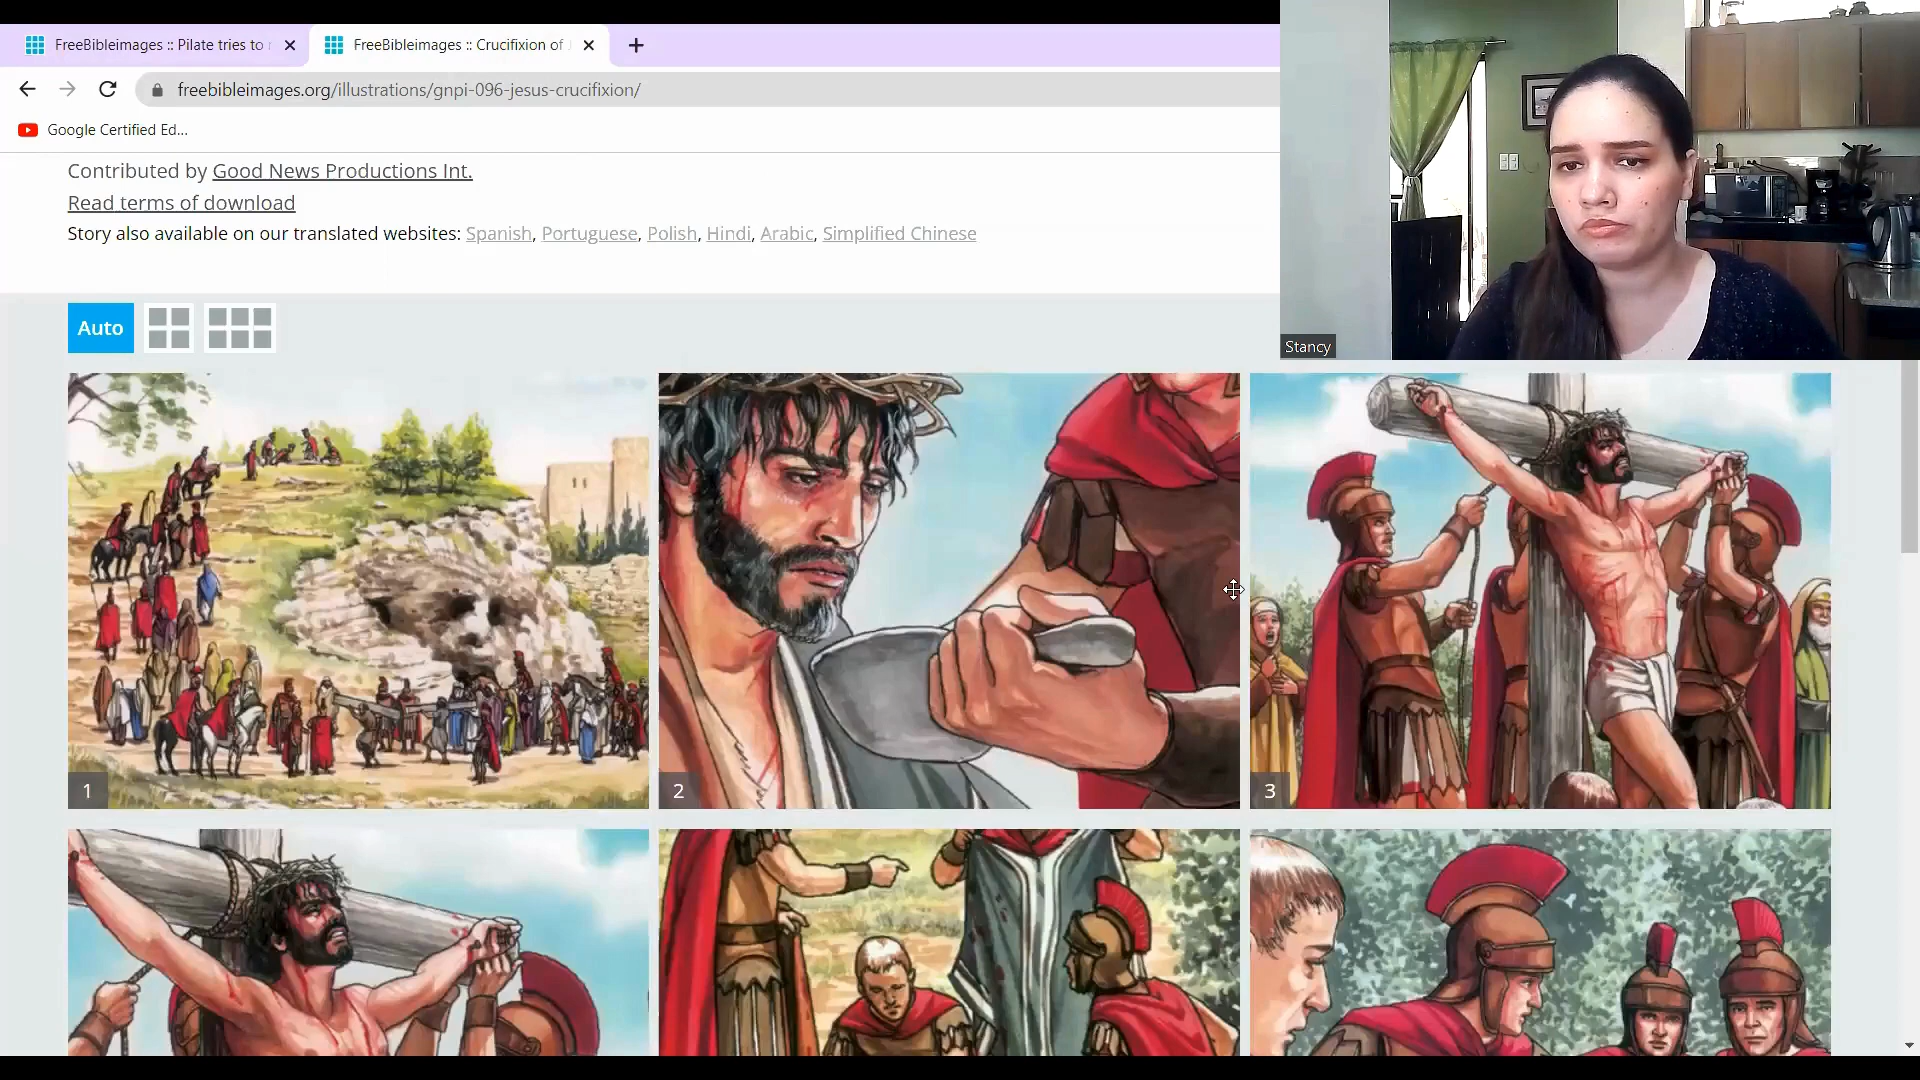 FreeBibleimages :: Pilate tries to
FreeBibleimages :: Crucifixion of
freebibleimages.org/illustrations/gnpi-096-jesus-crucifixion/
Google Certified Ed...
Contributed by Good News Productions Int.
Read terms of download
Story also available on our translated websites: Spanish, Portuguese, Polish, Hindi, Arabic, Simplified Chinese
Stancy
Auto
1
2
3